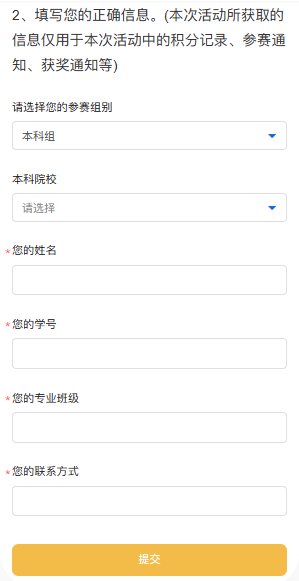 2、填写您的正确信息。(本次活动所获取的
信息仅用于本次活动中的积分记录、参赛通
知、获奖通知等)
请选择您的参赛组别
本科组
本科院校
请选择
*您的姓名
*您的学号
*您的专业班级
*您的联系方式
提交